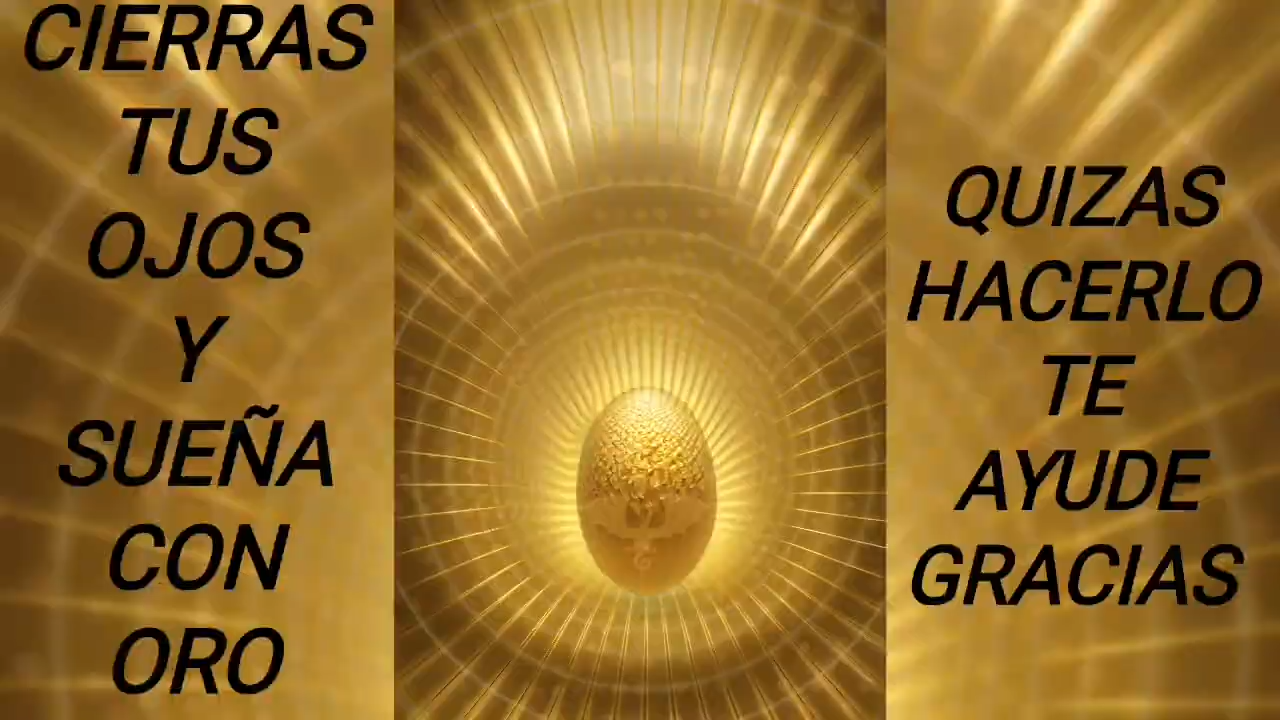 CIERRAS
TUS
OJOS
Y
SUEÑA
CON
ORO
QUIZAS
HACERLO
TE
AYUDE
GRACIAS